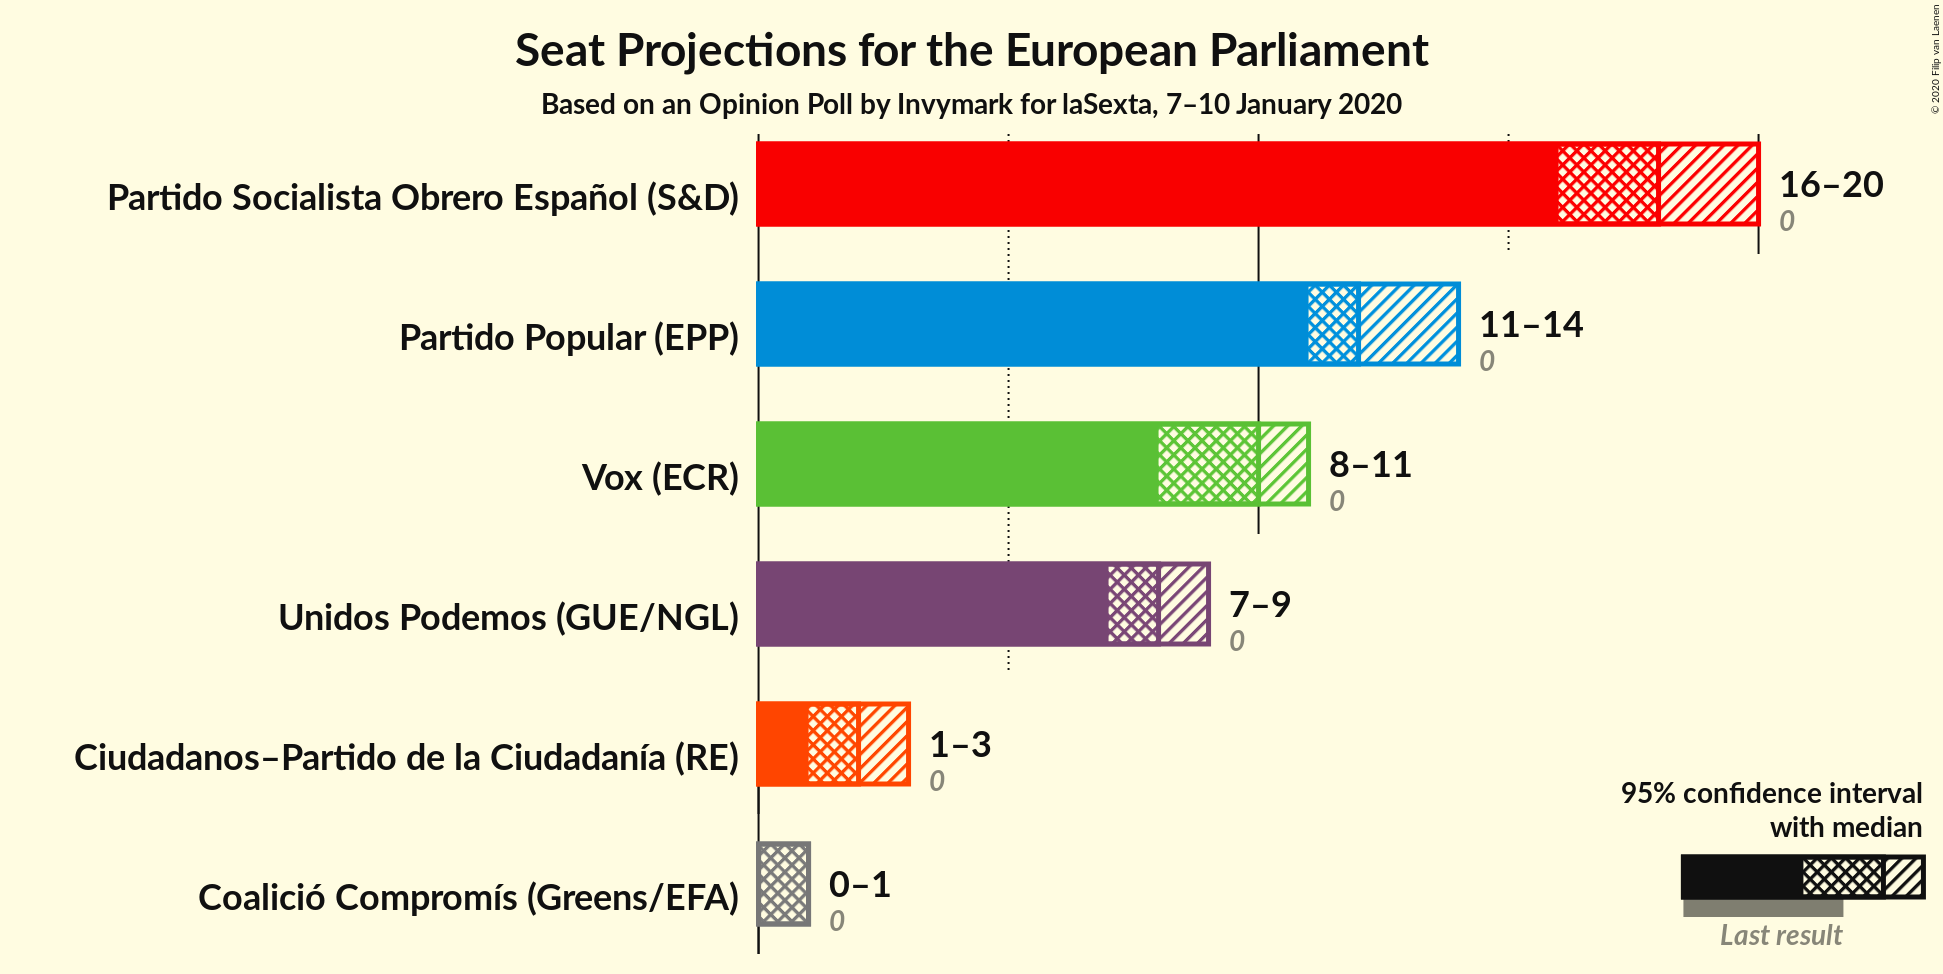 Seat Projections for the European Parliament
Based on an Opinion Poll by Invymark for laSexta, 7–10 January 2020
© 2020 Filip van Laenen
Partido Socialista Obrero Español (S&D)
16–20
0
Partido Popular (EPP)
11–14
0
Vox (ECR)
8–11
0
Unidos Podemos (GUE/NGL)
7–9
0
Ciudadanos–Partido de la Ciudadanía (RE)
1–3
0
Coalició Compromís (Greens/EFA)
0–1
0
95% confidence interval
with median
Last result